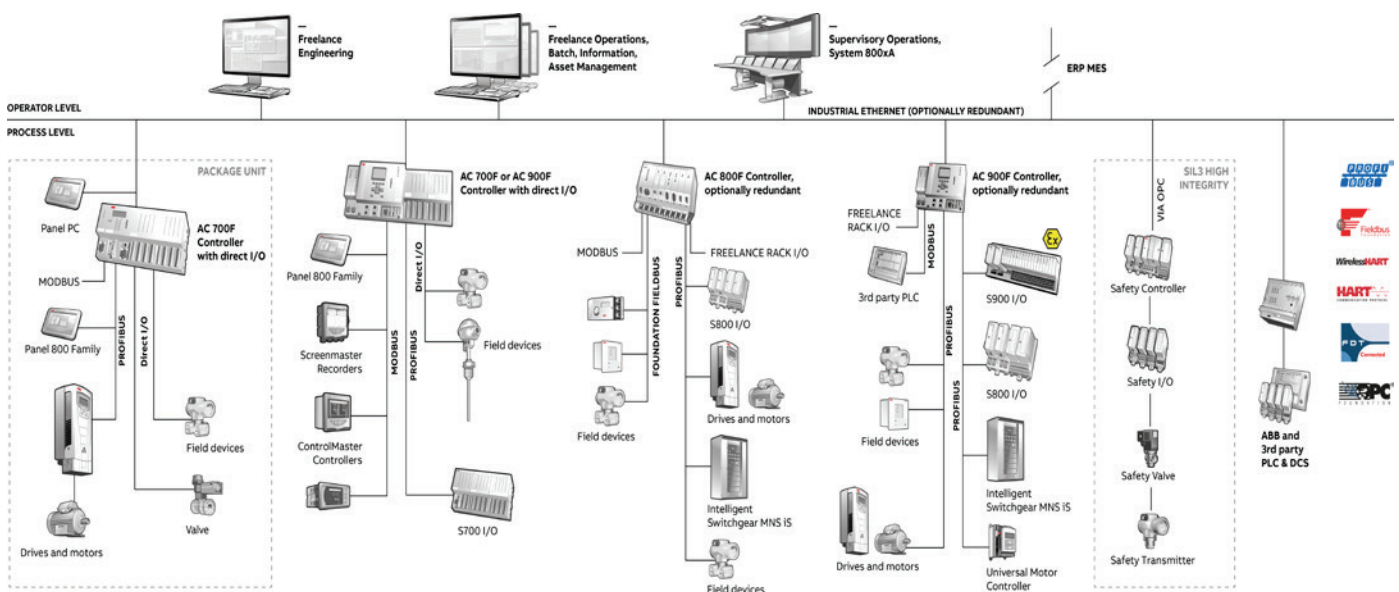 Freelance
Engineering
Freelance Operations,
Batch, Information,
Asset Management
Supervisory Operations,
System 800xA
ERP MES
OPERATOR LEVEL
INDUSTRIAL ETHERNET (OPTIONALLY REDUNDANT)
PROCESS LEVEL
PACKAGE UNIT
Panel PC
AC 700F
Controller
with direct I/O
MODBUS
Panel 800 Family
PROFIBUS
Direct I/O
Field devices
Drives and motors
Valve
AC 700F or AC 900F
Controller with direct I/O
Panel 800 Family
Direct I/O
Screenmaster
Recorders
MODBUS
PROFIBUS
Field devices
ControlMaster
Controllers
S700 I/O
AC 800F Controller,
optionally redundant
MODBUS
FREELANCE RACK I/O
FOUNDATION FIELDBUS
PROFIBUS
S800 I/O
Drives and motors
Field devices
Intelligent
Switchgear MNS iS
Field devices
AC 900F Controller,
optionally redundant
FREELANCE
RACK I/O
MODBUS
Ex
3rd party PLC
S900 I/O
PROFIBUS
S800 I/O
PROFIBUS
Field devices
Intelligent
Switchgear MNS iS
Drives and motors
Universal Motor
Controller
SIL3 HIGH
INTEGRITY
VIA OPC
Safety Controller
Safety I/O
Safety Valve
Safety Transmitter
ABB and
3rd party
PLC & DCS
PROFI
BUS
Fieldbus
WirelessHART
HART
COMMUNICATION PROTOCOL
FDT
Connected
OPC
FOUNDATION